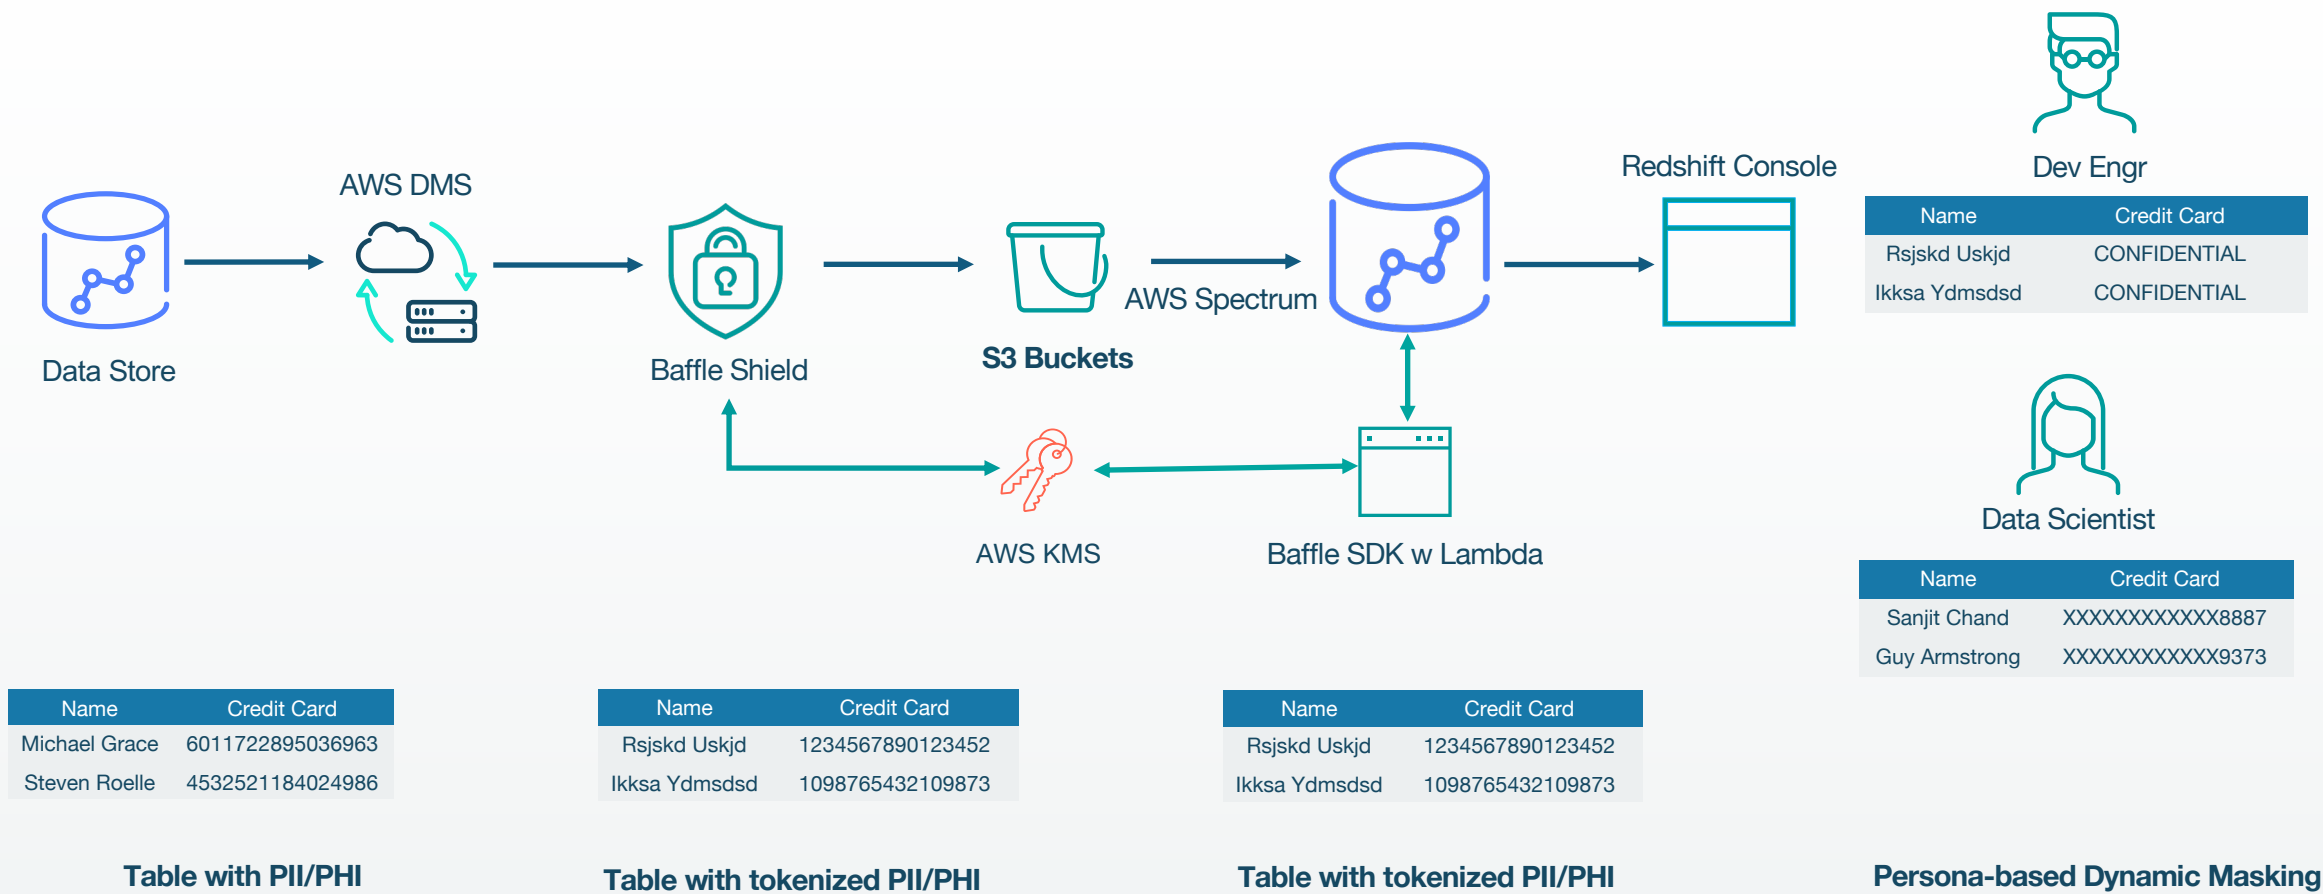 AWS DMS
Data Store
Baffle Shield
S3 Buckets
AWS Spectrum
Redshift Console
AWS KMS
Baffle SDK w Lambda
Dev Engr
Name Credit Card
Rsjskd Uskjd CONFIDENTIAL
Ikksa Ydmsdsd CONFIDENTIAL
Data Scientist
Name Credit Card
Sanjit Chand XXXXXXXXXXXX8887
Guy Armstrong XXXXXXXXXXXX9373
Name Credit Card
Michael Grace 6011722895036963
Steven Roelle 4532521184024986
Table with PII/PHI
Name Credit Card
Rsjskd Uskjd 1234567890123452
Ikksa Ydmsdsd 1098765432109873
Table with tokenized PII/PHI
Name Credit Card
Rsjskd Uskjd 1234567890123452
Ikksa Ydmsdsd 1098765432109873
Table with tokenized PII/PHI
Persona-based Dynamic Masking